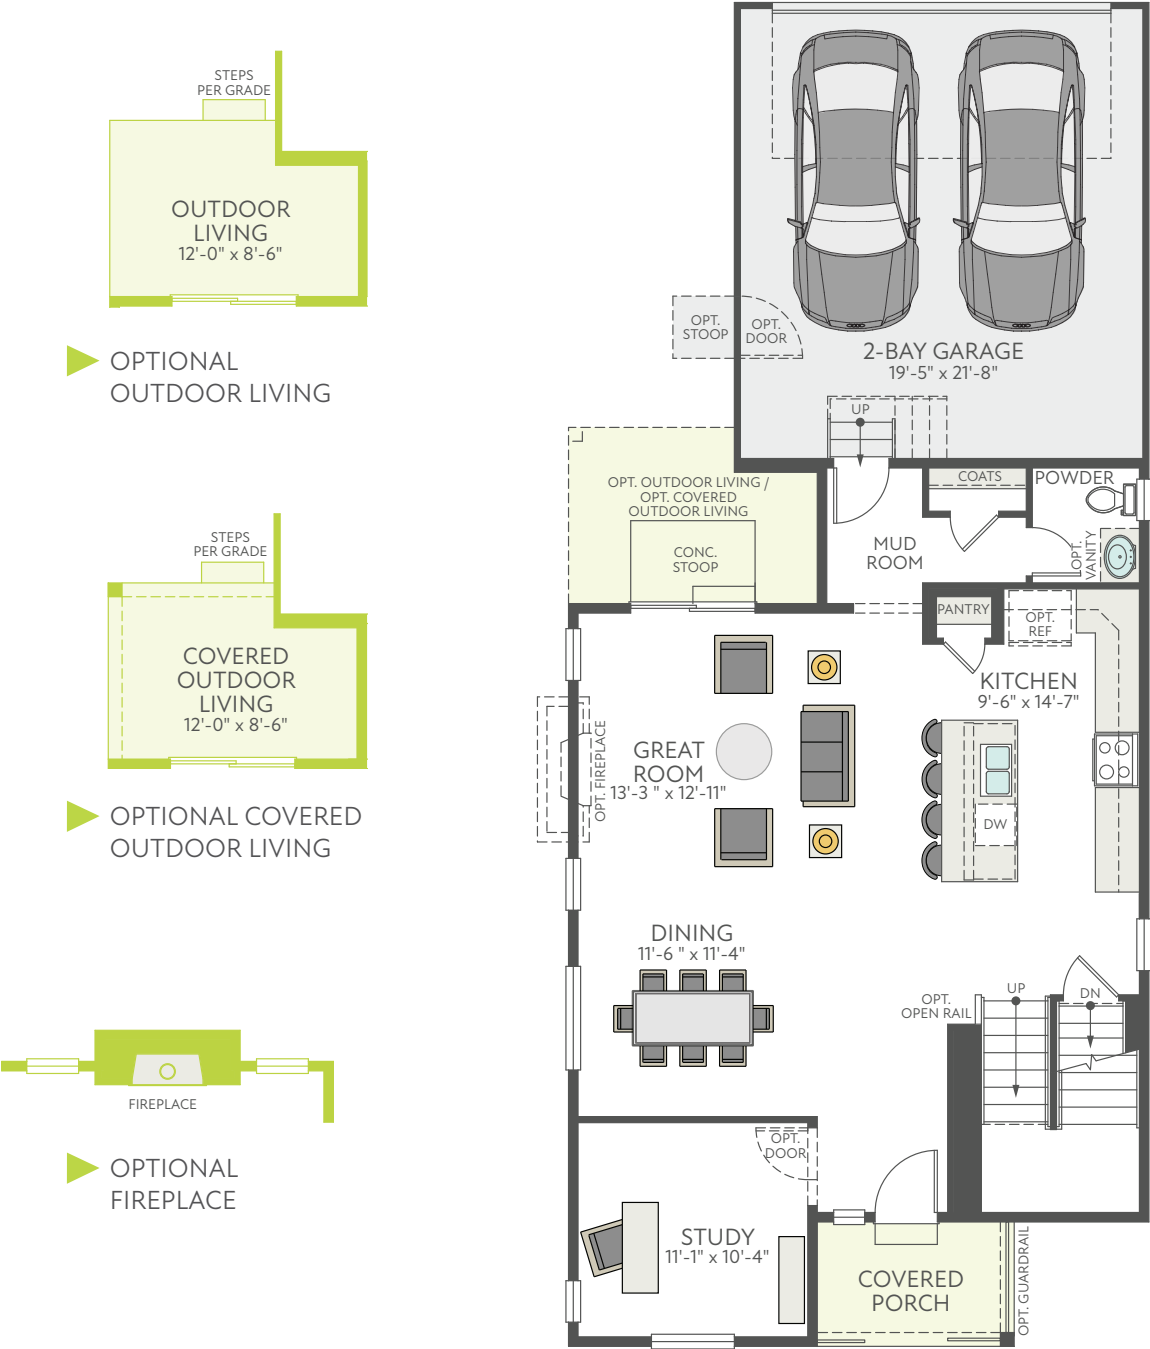 STEPS
PER GRADE
OUTDOOR
LIVING
12'-0" x 8'-6"
OPTIONAL
OUTDOOR LIVING
STEPS
PER GRADE
COVERED
OUTDOOR
LIVING
12'-0" x 8'-6"
OPTIONAL COVERED
OUTDOOR LIVING
FIREPLACE
OPTIONAL
FIREPLACE
OPT.
STOOP
OPT.
DOOR
2-BAY GARAGE
19'-5" x 21'-8"
UP
OPT. OUTDOOR LIVING /
OPT. COVERED
OUTDOOR LIVING
CONC.
STOOP
COATS
POWDER
MUD
ROOM
OPT.
VANITY
PANTRY
OPT.
REF
KITCHEN
9'-6" x 14'-7"
GREAT
ROOM
13'-3 " x 12'-11"
OPT. FIREPLACE
DW
DINING
11'-6 " x 11'-4"
OPT.
OPEN RAIL
UP
DN
OPT.
DOOR
STUDY
11'-1" x 10'-4"
COVERED
PORCH
OPT. GUARDRAIL